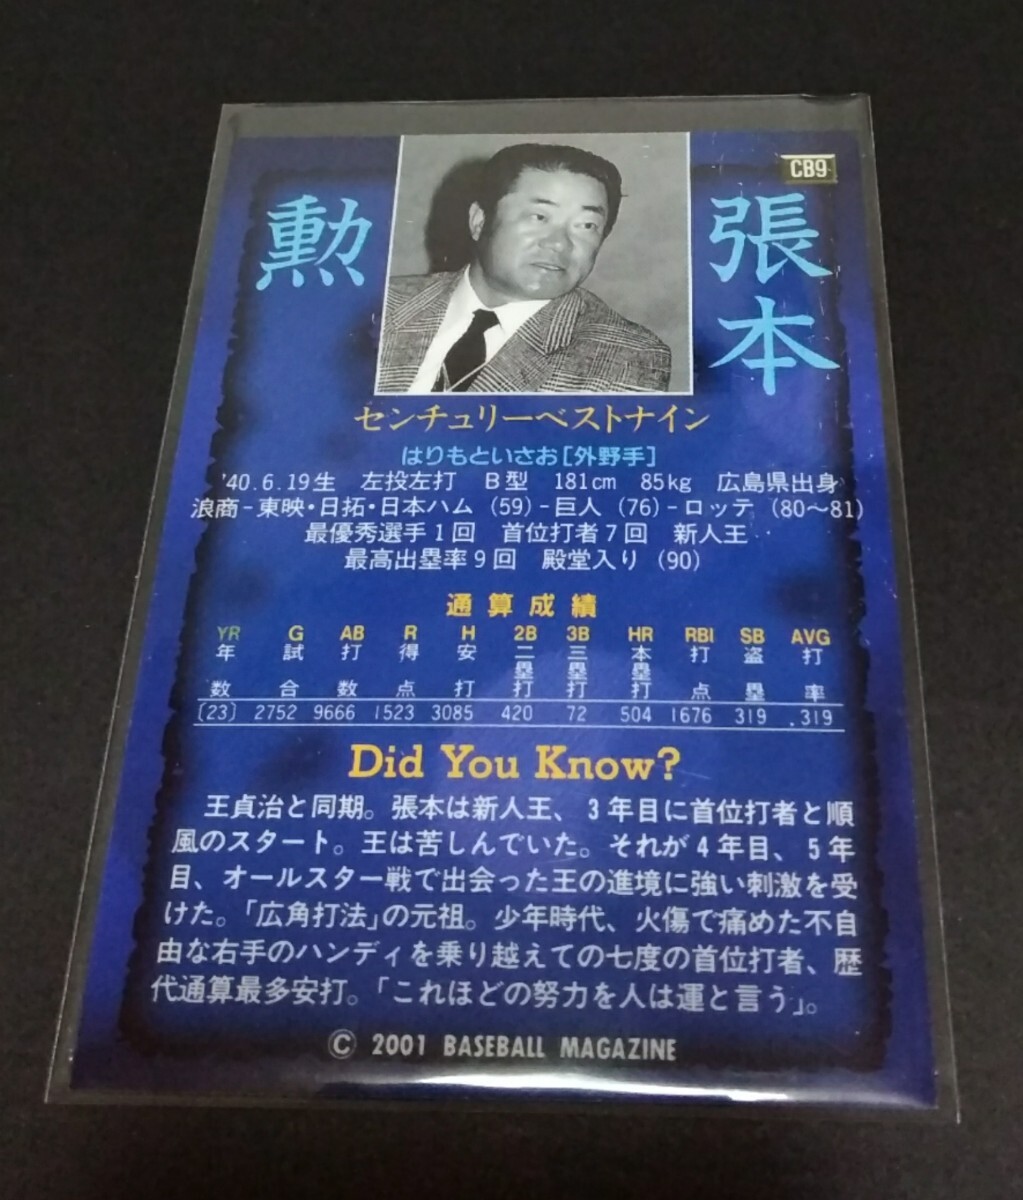 CB9
張本
勲
センチュリーベストナイン
はりもといさお[外野手]
'40.6.19生 左投左打 B型 181cm 85kg 広島県出身
浪商-東映・日拓・日本ハム(59)-巨人(76)-ロッテ(80〜81)
最優秀選手1回 首位打者7回 新人王
最高出塁率9回 殿堂入り(90)
通算成績
YR G AB R H 2B 3B HR RBI SB AVG
年数 試合 打数 得点 安打 二塁打 三塁打 本塁打 打点 盗塁 打率
〔23〕 2752 9666 1523 3085 420 72 504 1676 319 .319
Did You Know?
王貞治と同期。張本は新人王、3年目に首位打者と順
風のスタート。王は苦しんでいた。それが4年目、5年
目、オールスター戦で出会った王の進境に強い刺激を受
けた。「広角打法」の元祖。少年時代、火傷で痛めた不自
由な右手のハンディを乗り越えての七度の首位打者、歴
代通算最多安打。「これほどの努力を人は運と言う」。
© 2001 BASEBALL MAGAZINE